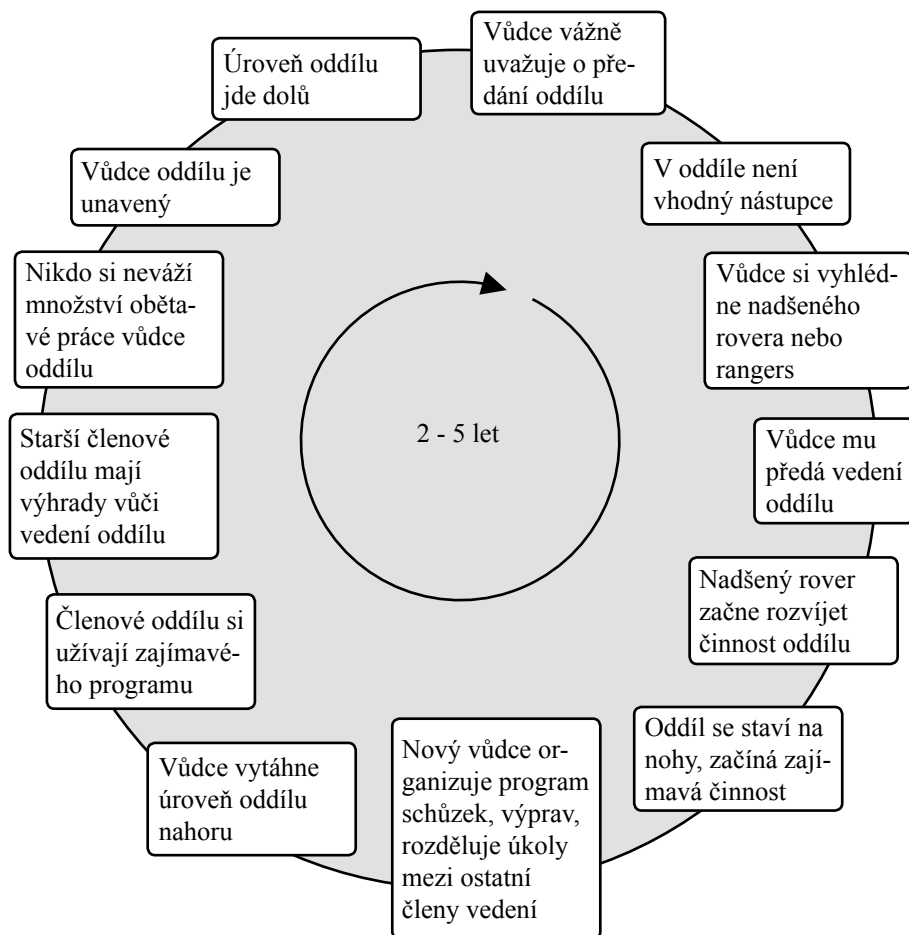 Vůdce vážně
uvažuje o pře-
dání oddílu
V oddíle není
vhodný nástupce
Vůdce si vyhléd-
ne nadšeného
rovera nebo
rangers
Vůdce mu
předá vedení
oddílu
Nadšený rover
začne rozvíjet
činnost oddílu
Oddíl se staví na
nohy, začíná zají-
mavá činnost
Nový vůdce or-
ganizuje program
schůzek, výprav,
rozděluje úkoly
mezi ostatní
členy vedení
Vůdce vytáhne
úroveň oddílu
nahoru
Členové oddílu si
užívají zajímavé-
ho programu
Starší členové
oddílu mají
výhrady vůči
vedení oddílu
Nikdo si neváží
množství oběta-
vé práce vůdce
oddílu
Vůdce oddílu je
unavený
Úroveň oddílu
jde dolů
2 - 5 let